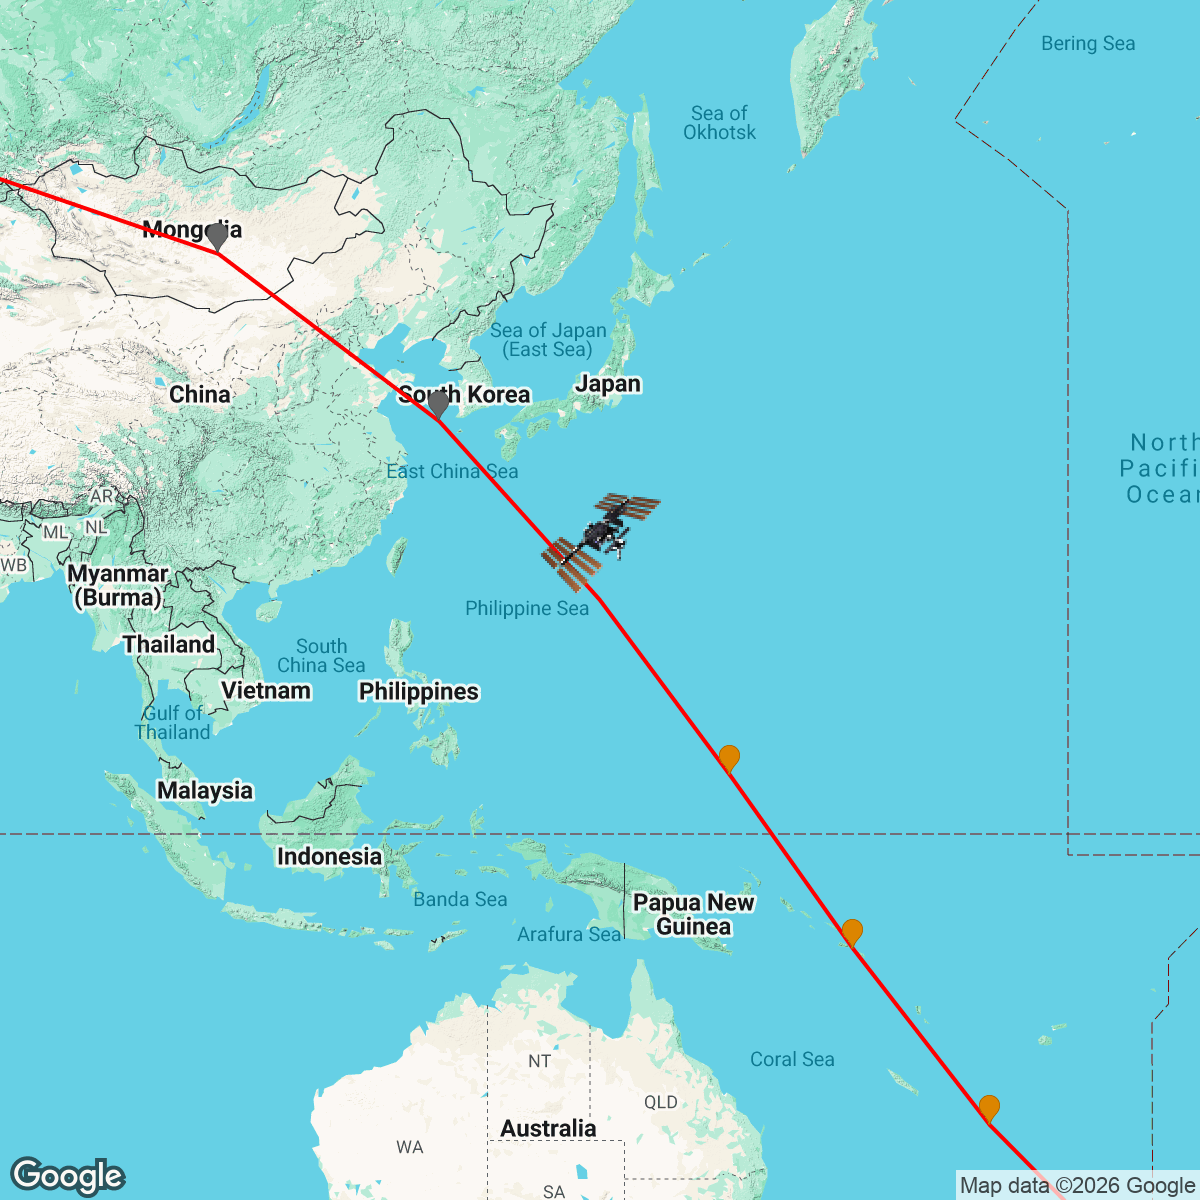 Bering Sea
Sea of
Okhotsk
Mongolia
Sea of Japan
(East Sea)
Japan
China
South Korea
North
Pacifi
Ocean
East China Sea
AR
ML
NL
WB
Myanmar
(Burma)
Philippine Sea
Thailand
South
China Sea
Vietnam
Philippines
Gulf of
Thailand
Malaysia
Indonesia
Banda Sea
Papua New
Guinea
Arafura Sea
Coral Sea
NT
QLD
Australia
WA
SA
Google
Map data ©2026 Google